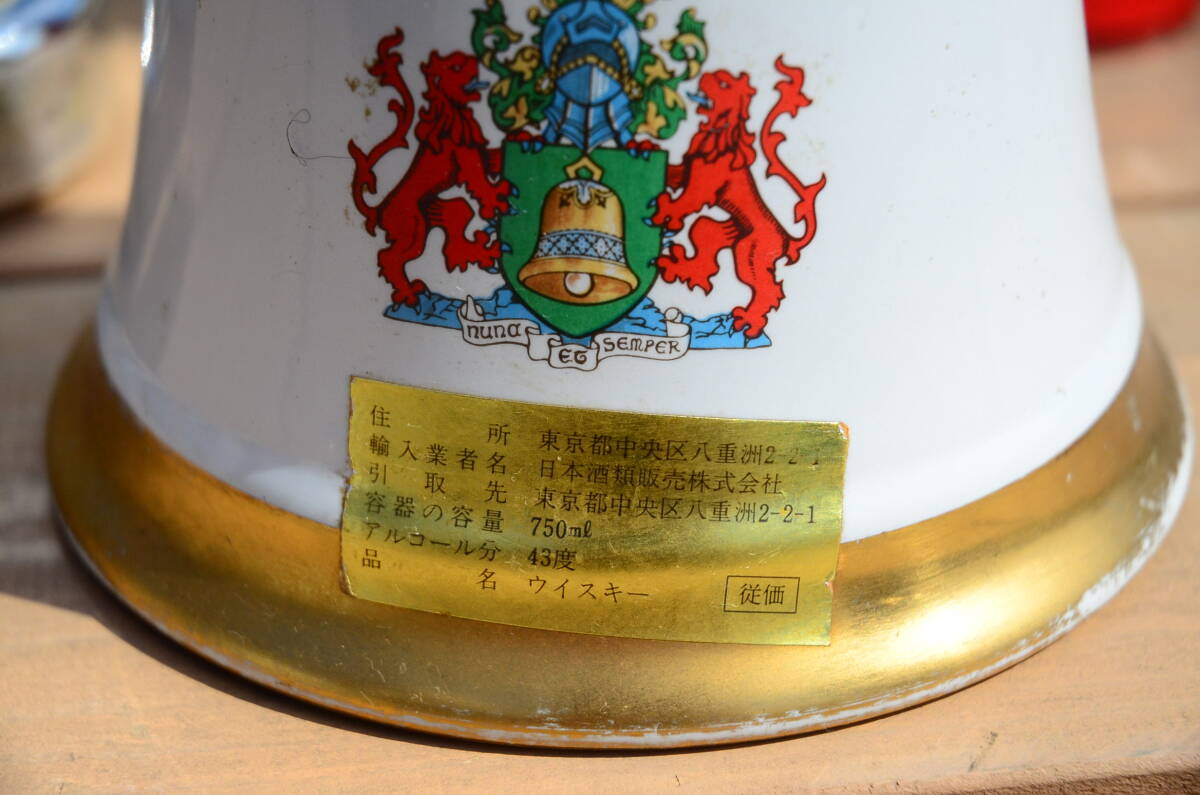 nunc
et
semper
住所 東京都中央区八重洲2-2-1
輸入業者名 日本酒類販売株式会社
引取先 東京都中央区八重洲2-2-1
容器の容量 750mℓ
アルコール分 43度
品名 ウイスキー 従価